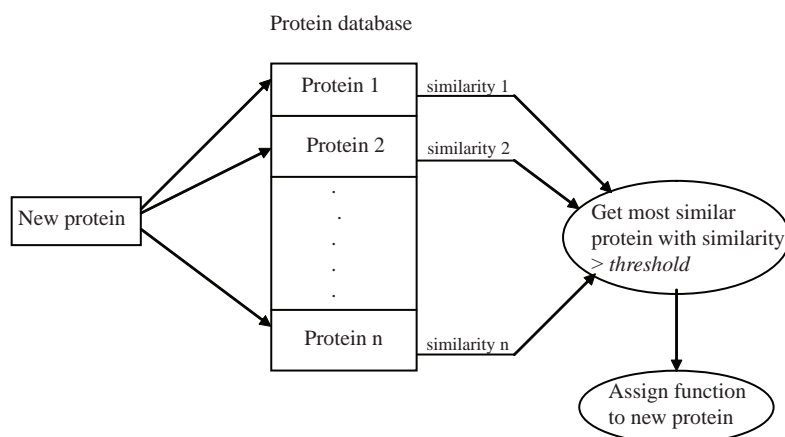 Protein database
Protein 1
similarity 1
Protein 2
similarity 2
New protein
.
.
.
.
.
Get most similar
protein with similarity
> threshold
Protein n
similarity n
Assign function
to new protein